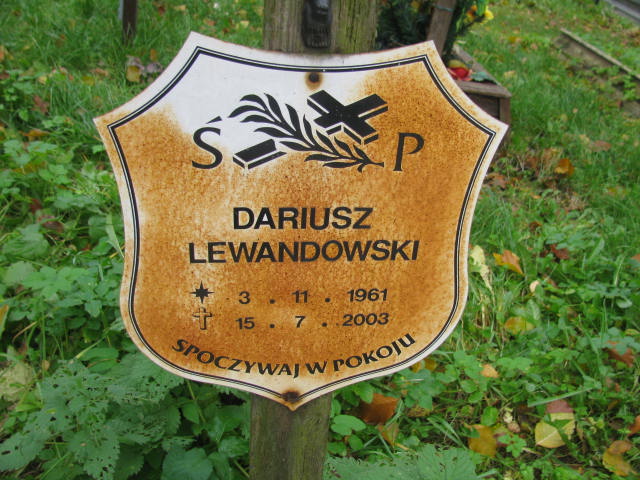 Ś P
DARIUSZ
LEWANDOWSKI
3 . 11 . 1961
15 . 7 . 2003
SPOCZYWAJ W POKOJU